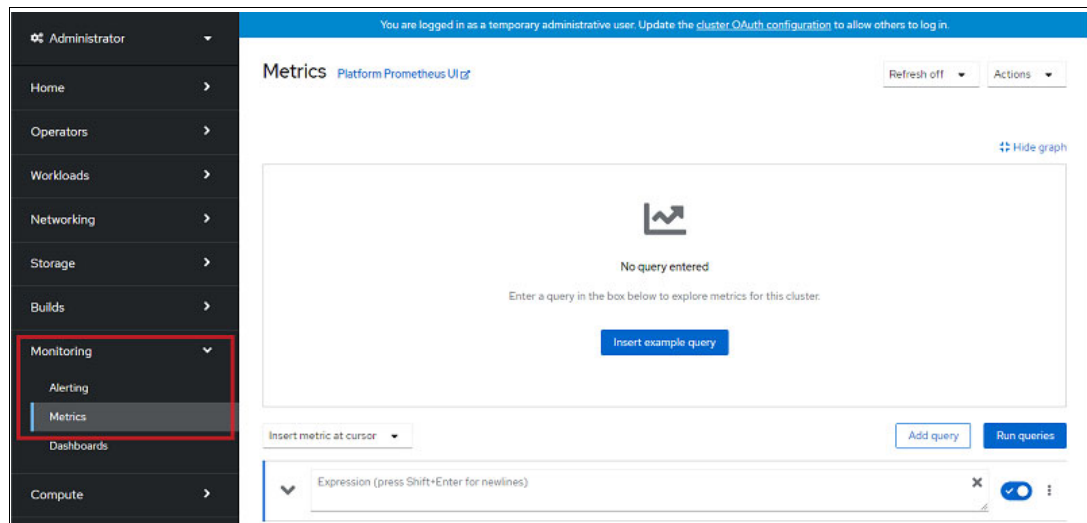 You are logged in as a temporary administrative user. Update the cluster OAuth configuration to allow others to log in.
Administrator
Home
Operators
Workloads
Networking
Storage
Builds
Monitoring
Alerting
Metrics
Dashboards
Compute
Metrics Platform Prometheus UI
Refresh off
Actions
Hide graph
No query entered
Enter a query in the box below to explore metrics for this cluster.
Insert example query
Insert metric at cursor
Add query
Run queries
Expression (press Shift+Enter for newlines)